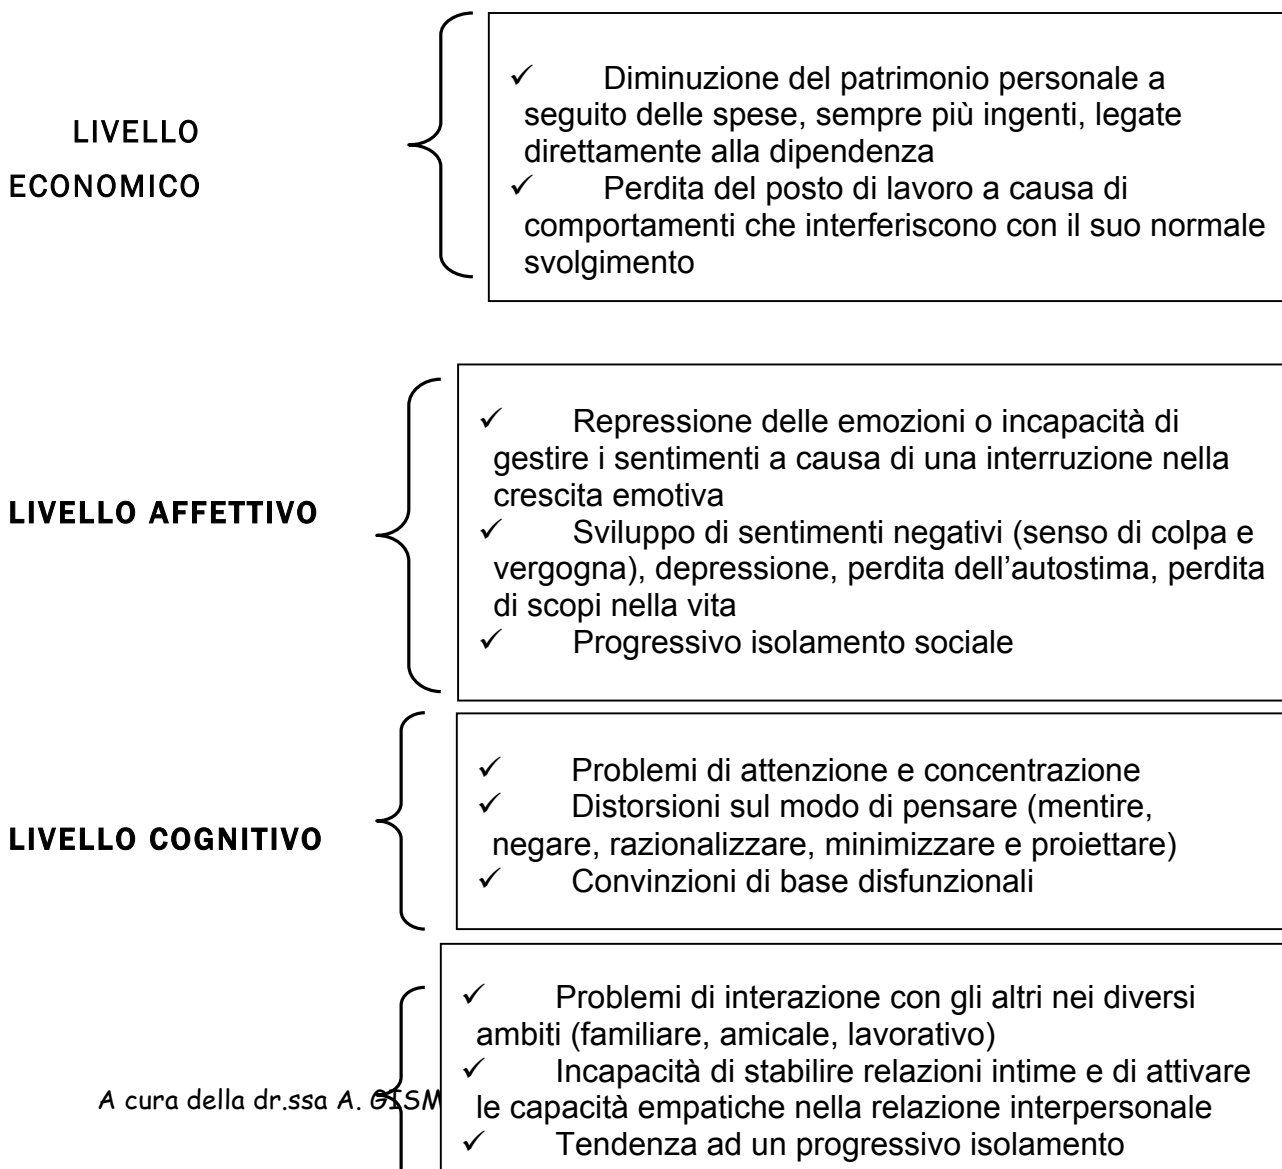 LIVELLO
ECONOMICO
✓ Diminuzione del patrimonio personale a
seguito delle spese, sempre più ingenti, legate
direttamente alla dipendenza
✓ Perdita del posto di lavoro a causa di
comportamenti che interferiscono con il suo normale
svolgimento
LIVELLO AFFETTIVO
✓ Repressione delle emozioni o incapacità di
gestire i sentimenti a causa di una interruzione nella
crescita emotiva
✓ Sviluppo di sentimenti negativi (senso di colpa e
vergogna), depressione, perdita dell’autostima, perdita
di scopi nella vita
✓ Progressivo isolamento sociale
LIVELLO COGNITIVO
✓ Problemi di attenzione e concentrazione
✓ Distorsioni sul modo di pensare (mentire,
negare, razionalizzare, minimizzare e proiettare)
✓ Convinzioni di base disfunzionali
✓ Problemi di interazione con gli altri nei diversi
ambiti (familiare, amicale, lavorativo)
✓ Incapacità di stabilire relazioni intime e di attivare
le capacità empatiche nella relazione interpersonale
✓ Tendenza ad un progressivo isolamento
A cura della dr.ssa A.